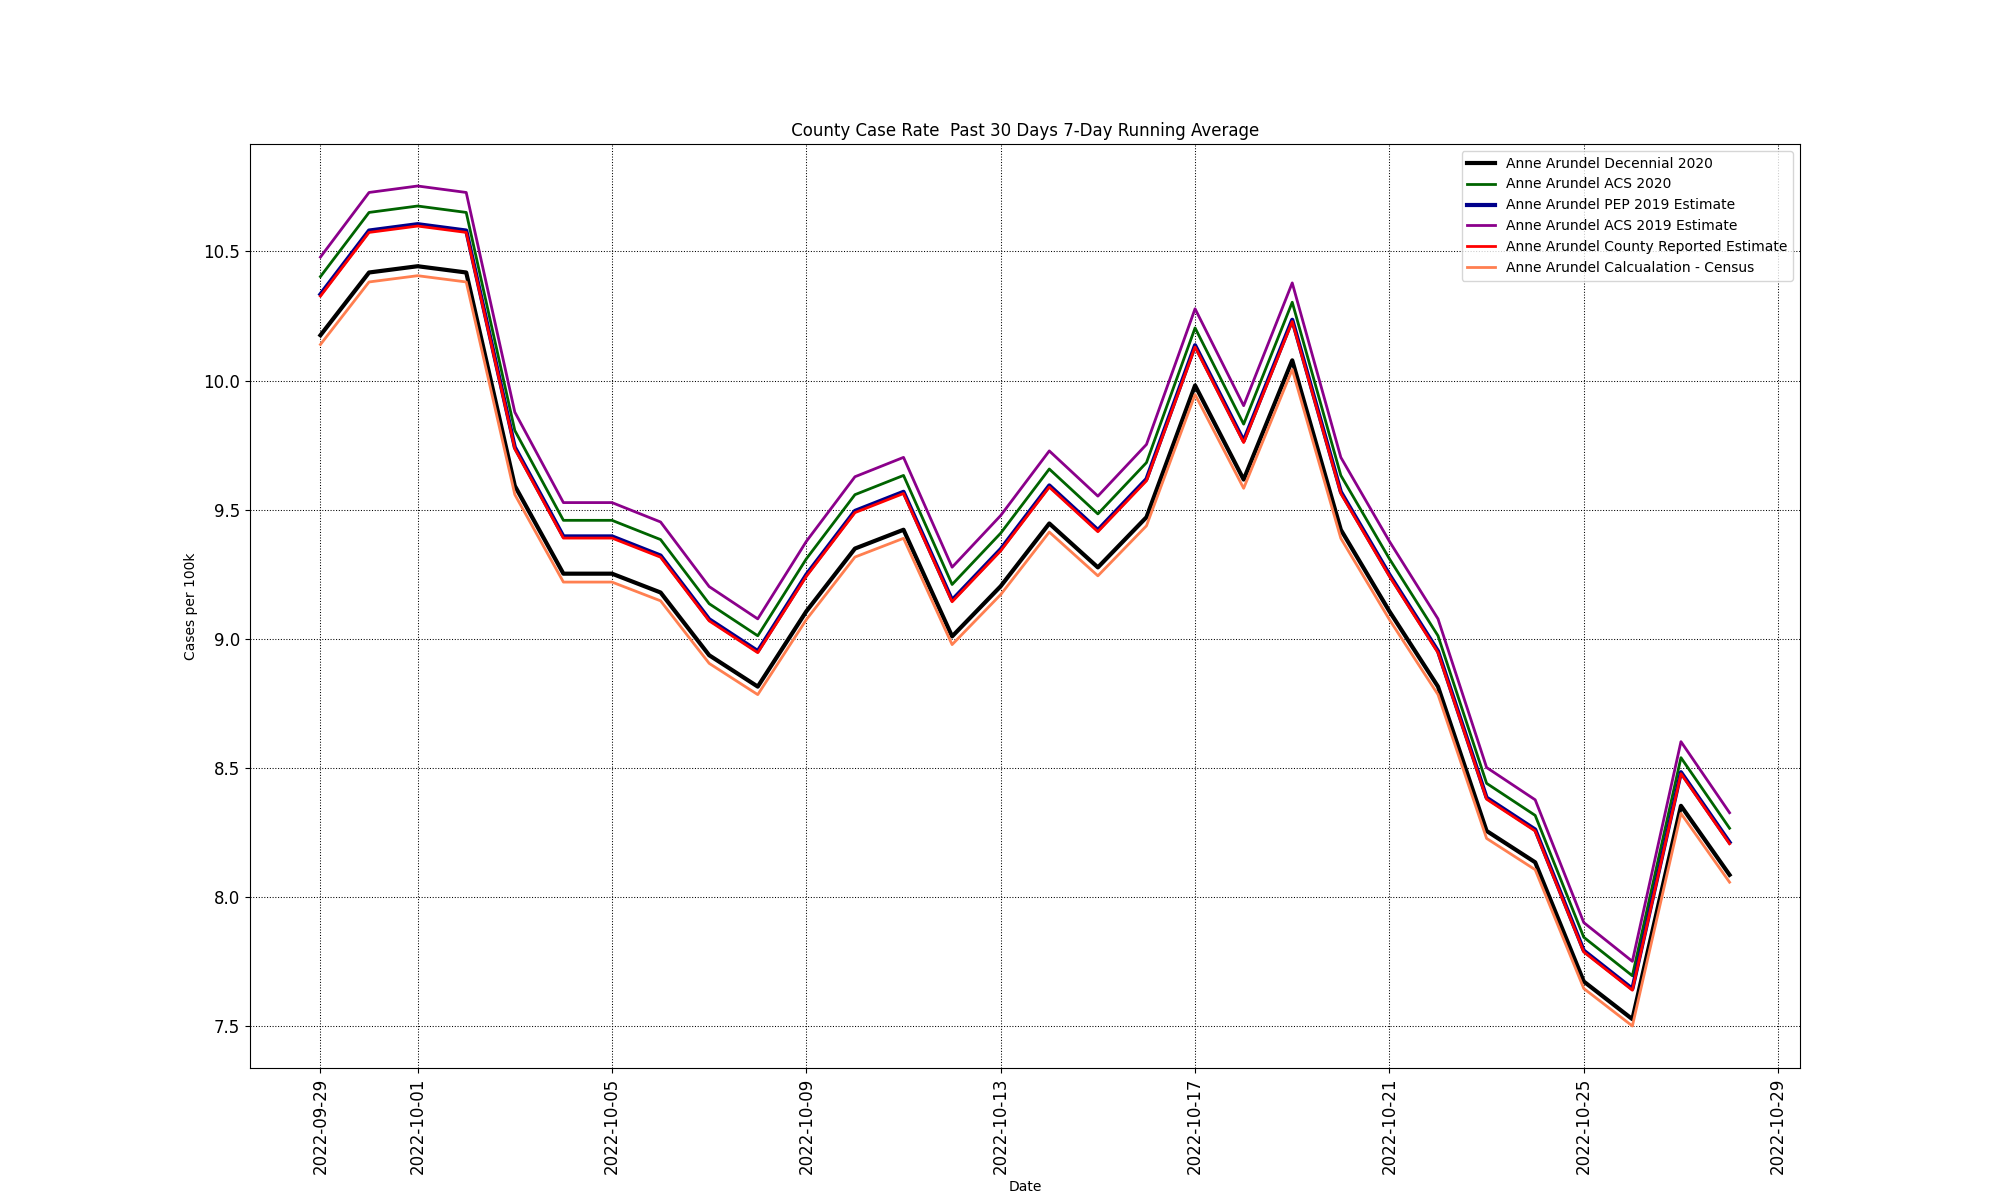 County Case Rate  Past 30 Days 7-Day Running Average
Anne Arundel Decennial 2020
Anne Arundel ACS 2020
Anne Arundel PEP 2019 Estimate
Anne Arundel ACS 2019 Estimate
Anne Arundel County Reported Estimate
Anne Arundel Calcualation - Census
Cases per 100k
10.5
10.0
9.5
9.0
8.5
8.0
7.5
2022-09-29
2022-10-01
2022-10-05
2022-10-09
2022-10-13
2022-10-17
2022-10-21
2022-10-25
2022-10-29
Date